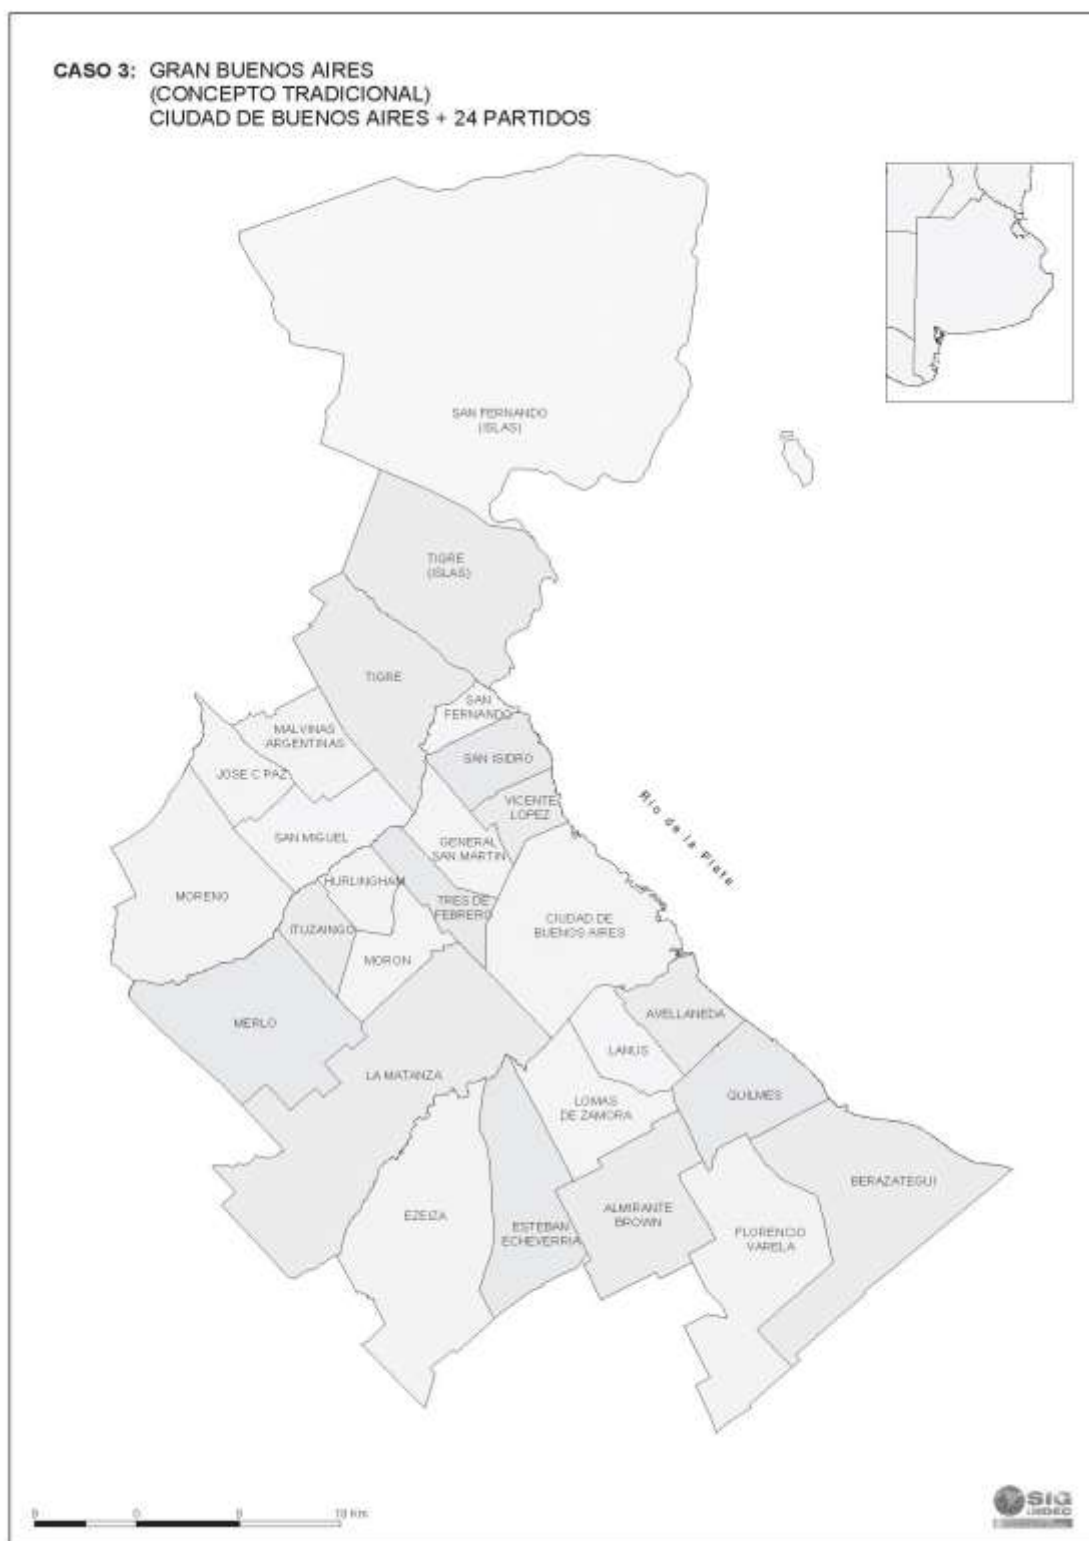 CASO 3: GRAN BUENOS AIRES
(CONCEPTO TRADICIONAL)
CIUDAD DE BUENOS AIRES + 24 PARTIDOS
SAN FERNANDO
(ISLAS)
TIGRE
(ISLAS)
TIGRE
SAN
FERNANDO
MALVINAS
ARGENTINAS
SAN ISIDRO
JOSE C PAZ
VICENTE
LOPEZ
Río de la Plata
SAN MIGUEL
GENERAL
SAN MARTIN
HURLINGHAM
MORENO
TRES DE
FEBRERO
ITUZAINGO
CIUDAD DE
BUENOS AIRES
MORON
MERLO
AVELLANEDA
LANUS
LA MATANZA
LOMAS
DE ZAMORA
QUILMES
BERAZATEGUI
EZEIZA
ALMIRANTE
BROWN
ESTEBAN
ECHEVERRIA
FLORENCIO
VARELA
Km
SIG
INDEC